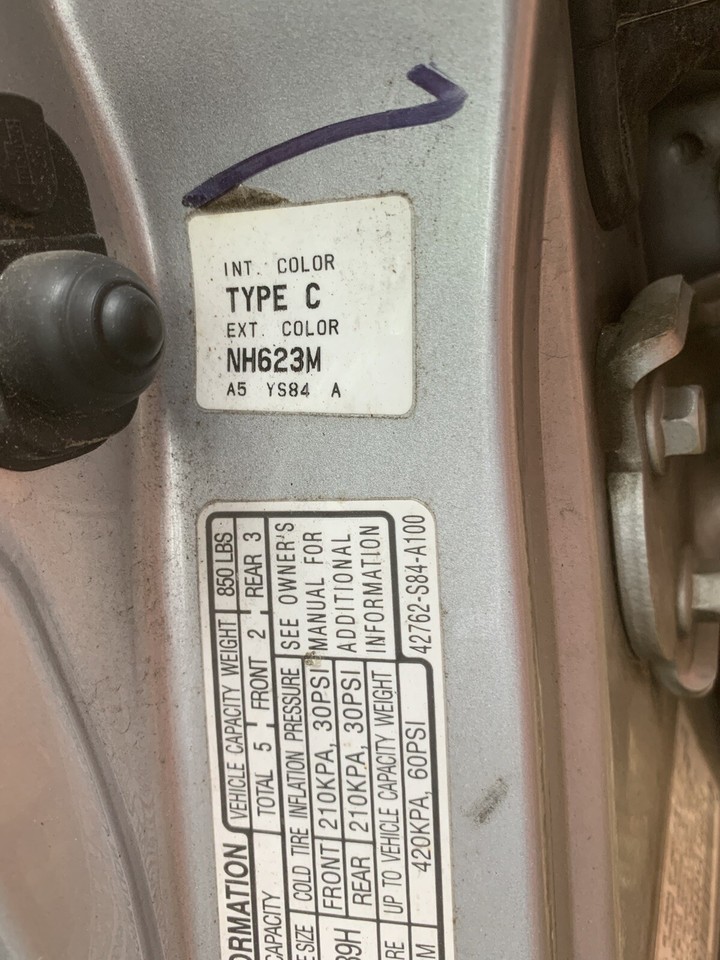 INT. COLOR
TYPE C
EXT. COLOR
NH623M
A5 YS84 A
ORMATION
VEHICLE CAPACITY WEIGHT 850 LBS
CAPACITY TOTAL 5 FRONT 2 REAR 3
E SIZE COLD TIRE INFLATION PRESSURE
FRONT 210KPA, 30PSI
89H REAR 210KPA, 30PSI
SEE OWNER'S
MANUAL FOR
ADDITIONAL
INFORMATION
RE UP TO VEHICLE CAPACITY WEIGHT
M 420KPA, 60PSI
42762-S84-A100